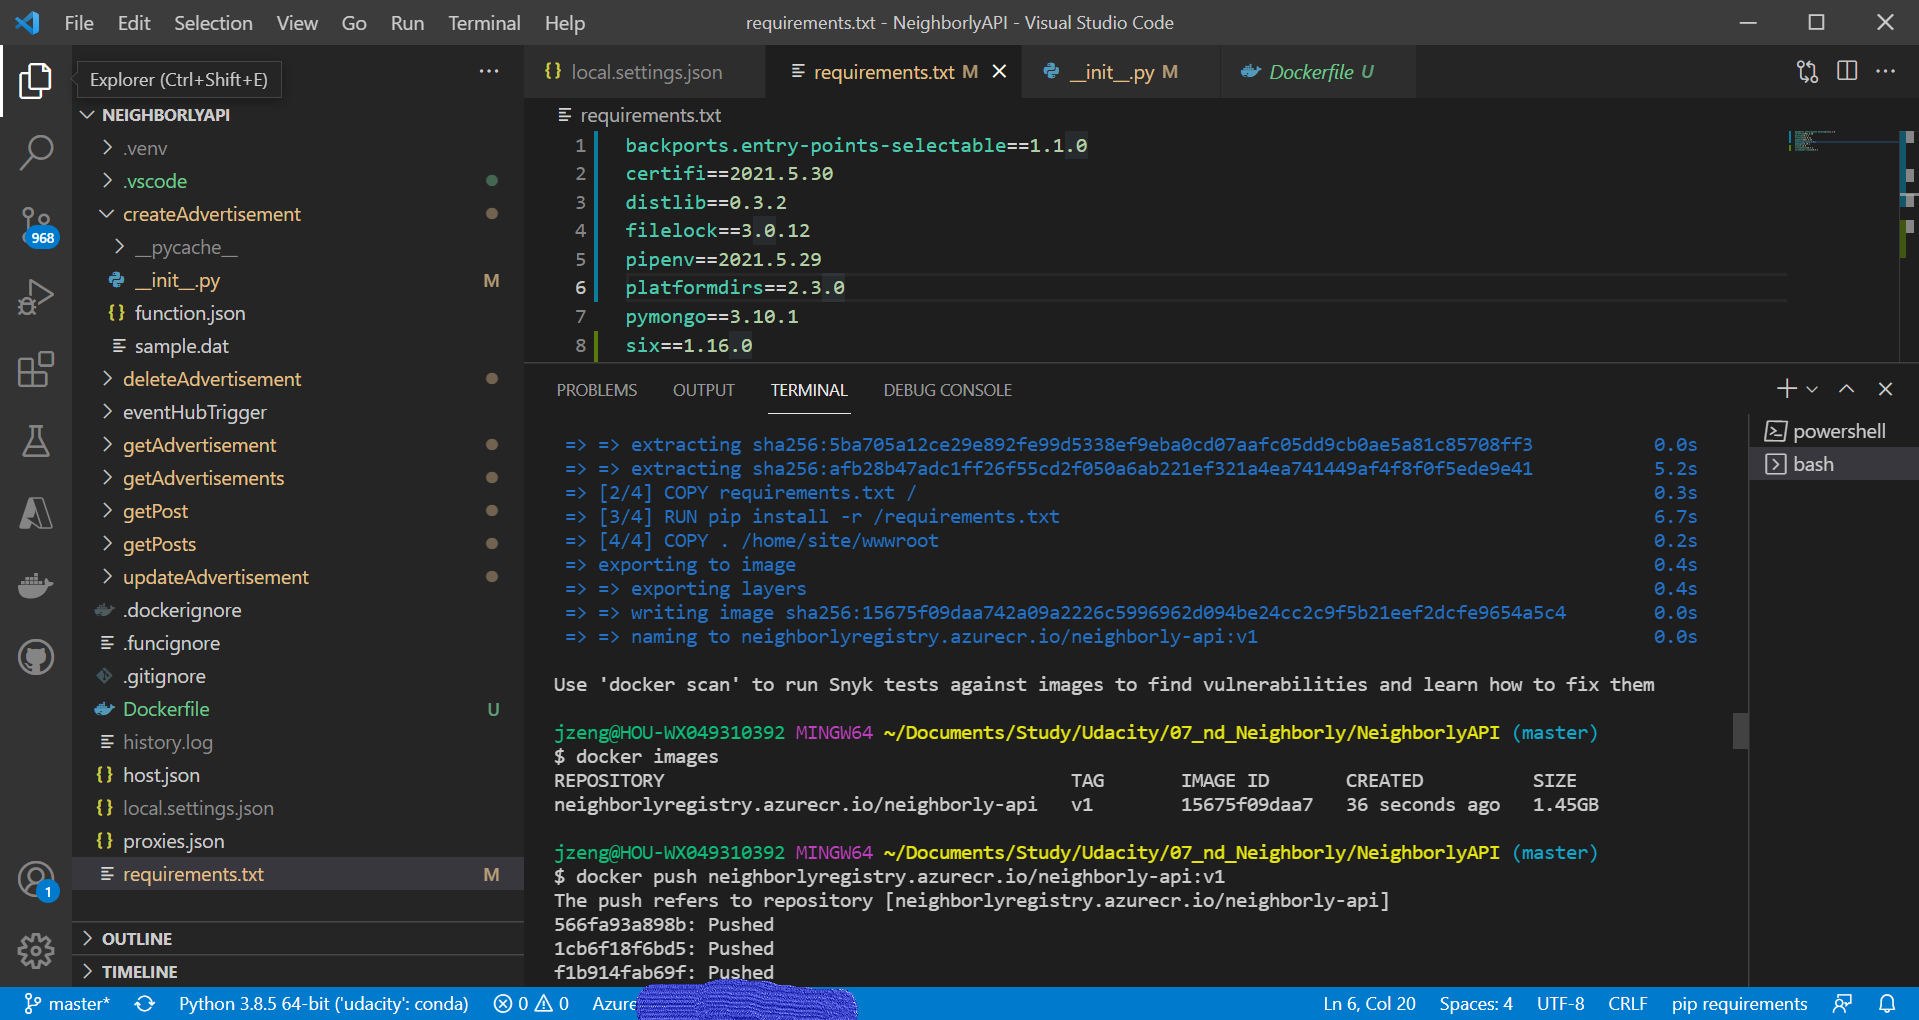 File Edit Selection View Go Run Terminal Help requirements.txt - NeighborlyAPI - Visual Studio Code
Explorer (Ctrl+Shift+E)
NEIGHBORLYAPI
.venv
.vscode
createAdvertisement
__pycache__
__init__.py M
function.json
sample.dat
deleteAdvertisement
eventHubTrigger
getAdvertisement
getAdvertisements
getPost
getPosts
updateAdvertisement
.dockerignore
.funcignore
.gitignore
Dockerfile U
history.log
host.json
local.settings.json
proxies.json
requirements.txt M
OUTLINE
TIMELINE
968
1
local.settings.json requirements.txt M __init__.py M Dockerfile U
requirements.txt
1 backports.entry-points-selectable==1.1.0
2 certifi==2021.5.30
3 distlib==0.3.2
4 filelock==3.0.12
5 pipenv==2021.5.29
6 platformdirs==2.3.0
7 pymongo==3.10.1
8 six==1.16.0
PROBLEMS OUTPUT TERMINAL DEBUG CONSOLE
powershell
bash
=> => extracting sha256:5ba705a12ce29e892fe99d5338ef9eba0cd07aafc05dd9cb0ae5a81c85708ff3 0.0s
=> => extracting sha256:afb28b47adc1ff26f55cd2f050a6ab221ef321a4ea741449af4f8f0f5ede9e41 5.2s
=> [2/4] COPY requirements.txt / 0.3s
=> [3/4] RUN pip install -r /requirements.txt 6.7s
=> [4/4] COPY . /home/site/wwwroot 0.2s
=> exporting to image 0.4s
=> => exporting layers 0.4s
=> => writing image sha256:15675f09daa742a09a2226c5996962d094be24cc2c9f5b21eef2dcfe9654a5c4 0.0s
=> => naming to neighborlyregistry.azurecr.io/neighborly-api:v1 0.0s
Use 'docker scan' to run Snyk tests against images to find vulnerabilities and learn how to fix them
jzeng@HOU-WX049310392 MINGW64 ~/Documents/Study/Udacity/07_nd_Neighborly/NeighborlyAPI (master)
$ docker images
REPOSITORY TAG IMAGE ID CREATED SIZE
neighborlyregistry.azurecr.io/neighborly-api v1 15675f09daa7 36 seconds ago 1.45GB
jzeng@HOU-WX049310392 MINGW64 ~/Documents/Study/Udacity/07_nd_Neighborly/NeighborlyAPI (master)
$ docker push neighborlyregistry.azurecr.io/neighborly-api:v1
The push refers to repository [neighborlyregistry.azurecr.io/neighborly-api]
566fa93a898b: Pushed
1cb6f18f6bd5: Pushed
f1b914fab69f: Pushed
master* Python 3.8.5 64-bit ('udacity': conda) 0 0 Azure Ln 6, Col 20 Spaces: 4 UTF-8 CRLF pip requirements